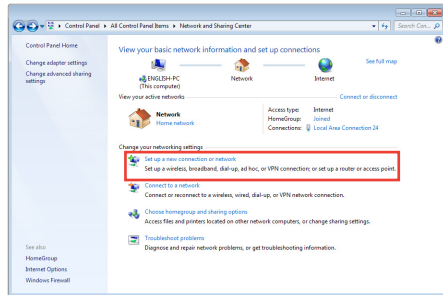 Control Panel ▸ All Control Panel Items ▸ Network and Sharing Center
Search Con...
Control Panel Home
Change adapter settings
Change advanced sharing
settings
See also
HomeGroup
Internet Options
Windows Firewall
View your basic network information and set up connections
See full map
ENGLISH-PC
(This computer)
Network
Internet
View your active networks
Connect or disconnect
Network
Home network
Access type: Internet
HomeGroup: Joined
Connections: Local Area Connection 24
Change your networking settings
Set up a new connection or network
Set up a wireless, broadband, dial-up, ad hoc, or VPN connection; or set up a router or access point.
Connect to a network
Connect or reconnect to a wireless, wired, dial-up, or VPN network connection.
Choose homegroup and sharing options
Access files and printers located on other network computers, or change sharing settings.
Troubleshoot problems
Diagnose and repair network problems, or get troubleshooting information.